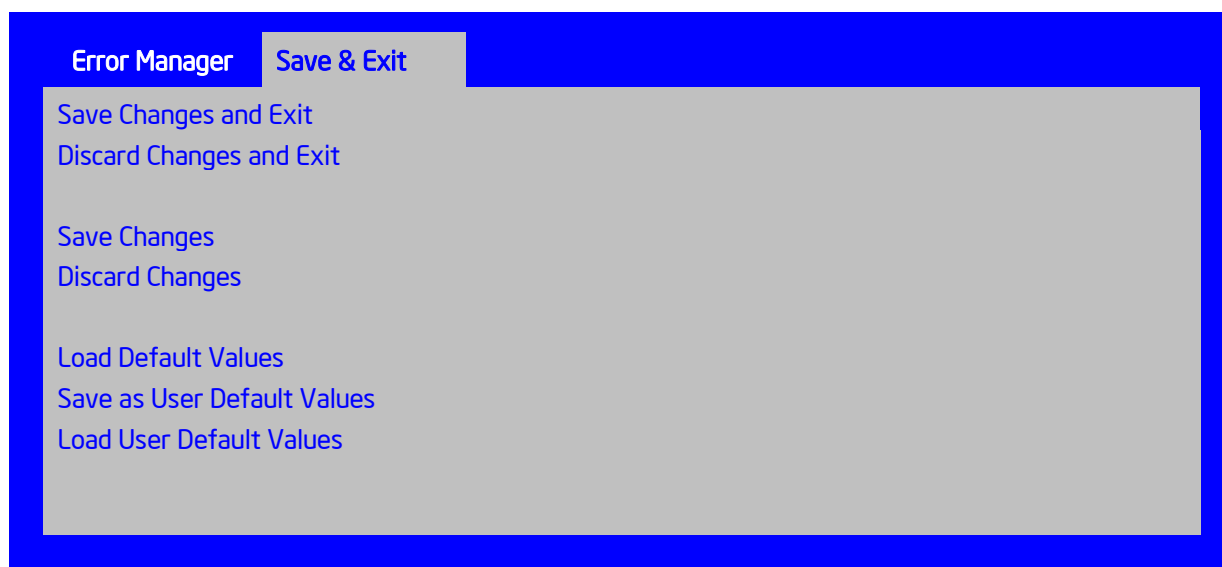 Error Manager Save & Exit
Save Changes and Exit
Discard Changes and Exit
Save Changes
Discard Changes
Load Default Values
Save as User Default Values
Load User Default Values